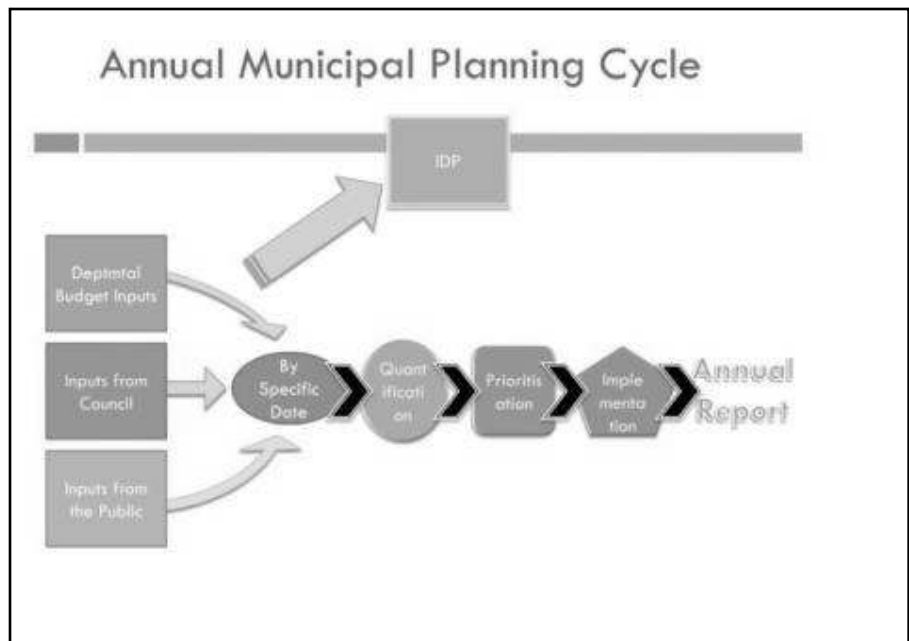 Annual Municipal Planning Cycle
IDP
Deptmtal
Budget Inputs
Inputs from
Council
Inputs from
the Public
By
Specific
Date
Quant
ificati
on
Prioritis
ation
Imple
menta
tion
Annual
Report